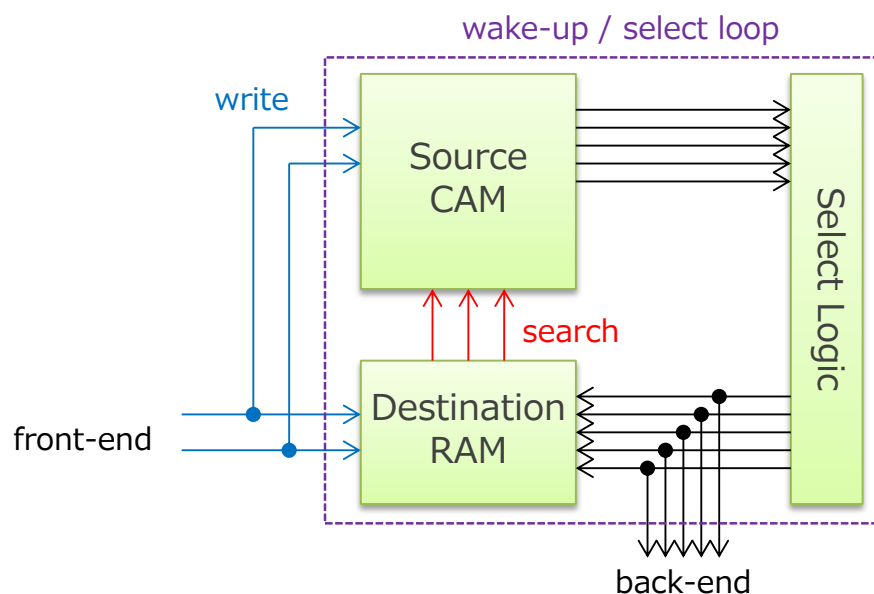 wake-up / select loop
write
Source
CAM
Select Logic
search
Destination
RAM
front-end
back-end